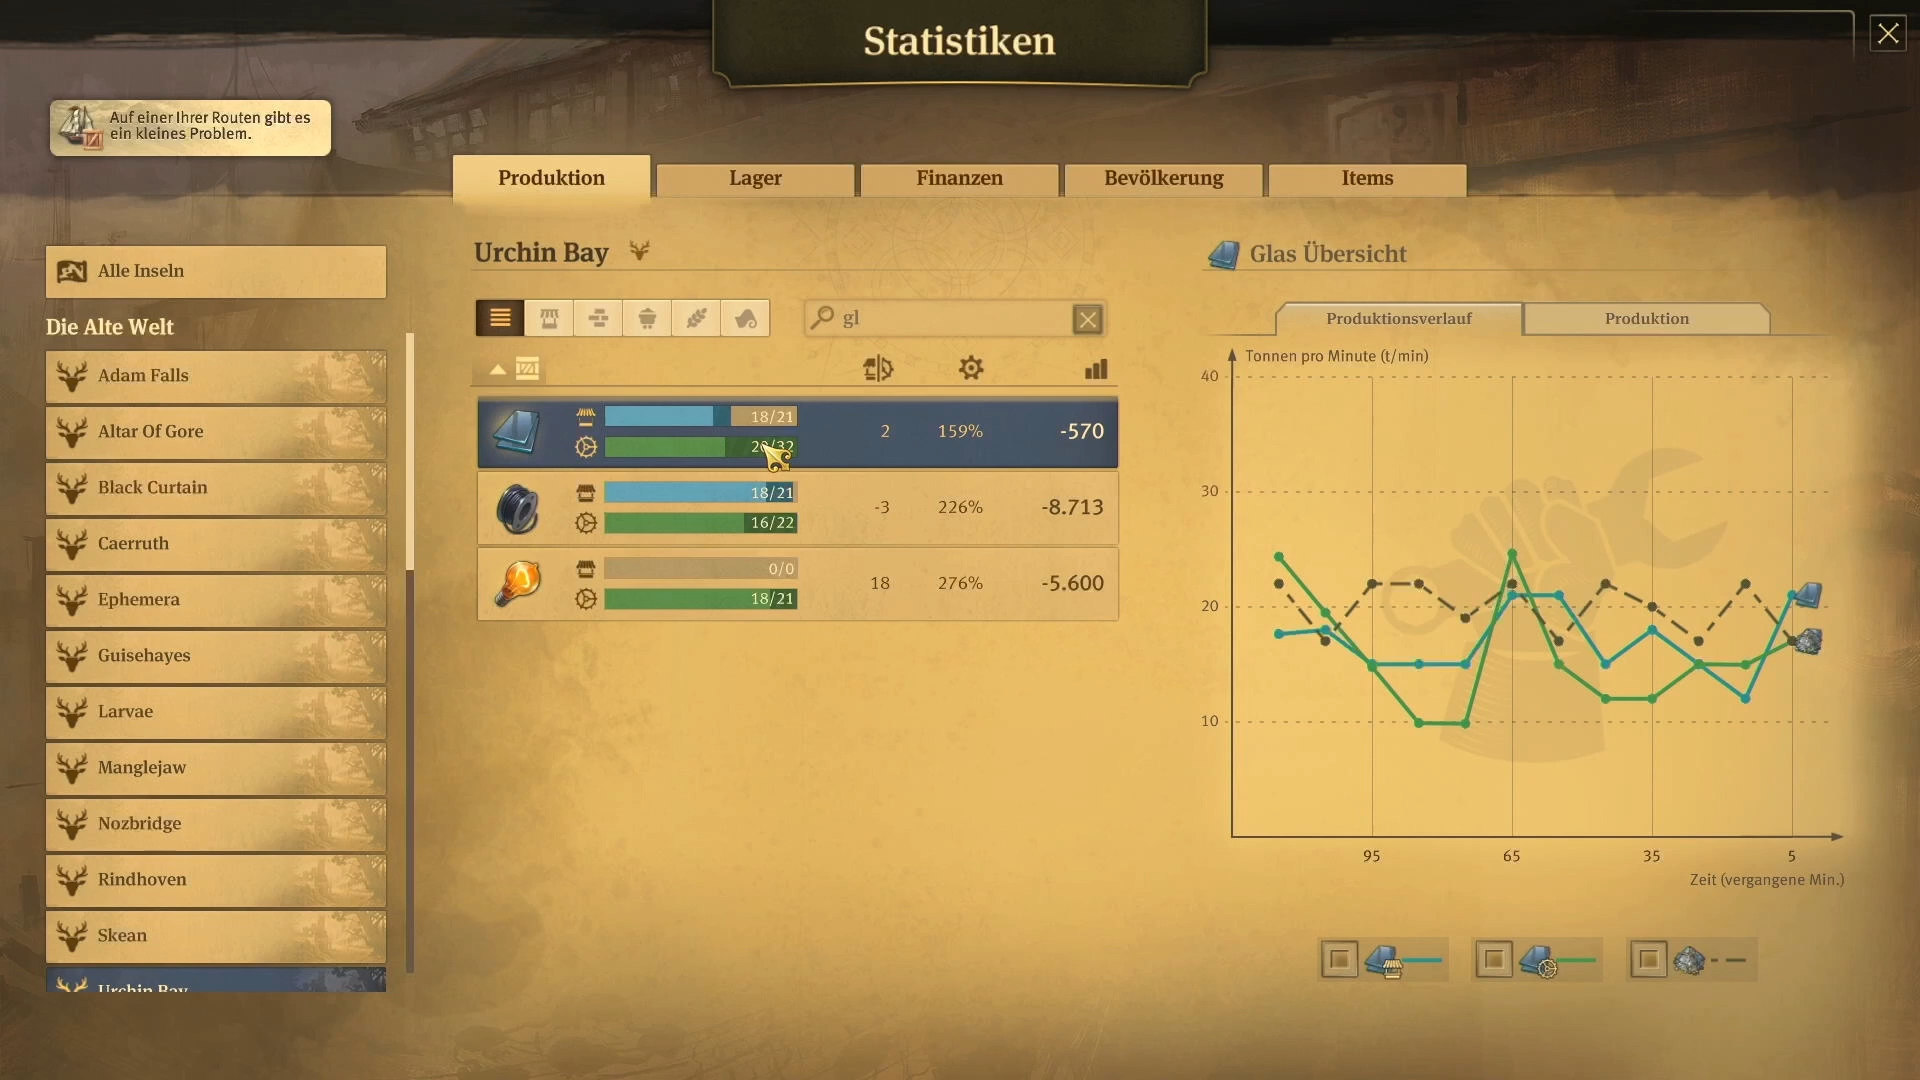 Statistiken
Auf einer Ihrer Routen gibt es
ein kleines Problem.
Produktion
Lager
Finanzen
Bevölkerung
Items
Alle Inseln
Die Alte Welt
Adam Falls
Altar Of Gore
Black Curtain
Caerruth
Ephemera
Guisehayes
Larvae
Manglejaw
Nozbridge
Rindhoven
Skean
Urchin Bay
Urchin Bay
gl
18/21
2
159%
-570
18/21
16/22
-3
226%
-8.713
0/0
18/21
18
276%
-5.600
Glas Übersicht
Produktionsverlauf
Produktion
Tonnen pro Minute (t/min)
40
30
20
10
95
65
35
5
Zeit (vergangene Min.)